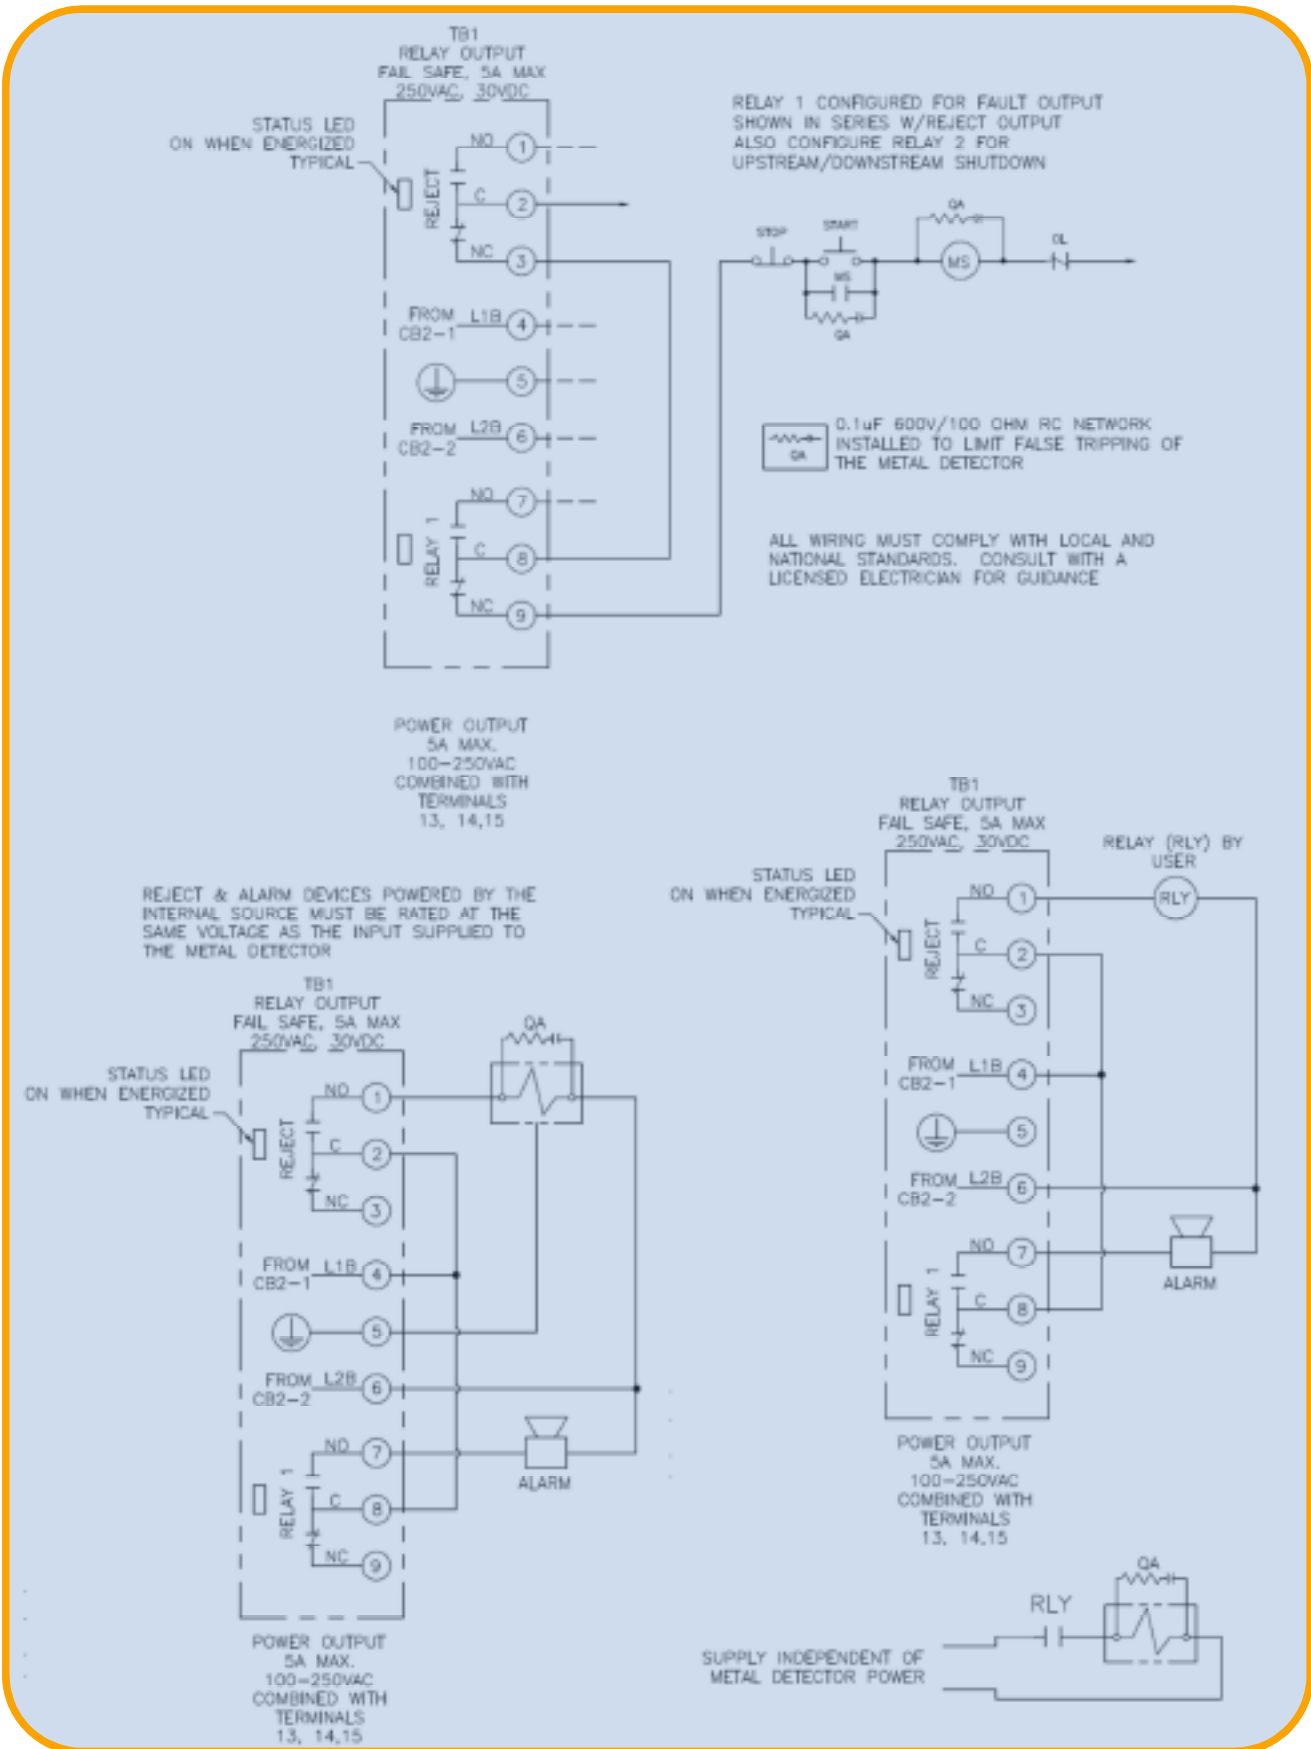 TB1
RELAY OUTPUT
FAIL SAFE, 5A MAX
250VAC, 30VDC
STATUS LED
ON WHEN ENERGIZED
TYPICAL
REJECT
NO
1
C
2
NC
3
FROM
CB2-1
L1B
4
5
FROM
CB2-2
L2B
6
RELAY 1
NO
7
C
8
NC
9
POWER OUTPUT
5A MAX.
100-250VAC
COMBINED WITH
TERMINALS
13, 14,15
RELAY 1 CONFIGURED FOR FAULT OUTPUT
SHOWN IN SERIES W/REJECT OUTPUT
ALSO CONFIGURE RELAY 2 FOR
UPSTREAM/DOWNSTREAM SHUTDOWN
STOP
START
MS
QA
QA
MS
OL
QA
0.1uF 600V/100 OHM RC NETWORK
INSTALLED TO LIMIT FALSE TRIPPING OF
THE METAL DETECTOR
ALL WIRING MUST COMPLY WITH LOCAL AND
NATIONAL STANDARDS. CONSULT WITH A
LICENSED ELECTRICIAN FOR GUIDANCE
REJECT & ALARM DEVICES POWERED BY THE
INTERNAL SOURCE MUST BE RATED AT THE
SAME VOLTAGE AS THE INPUT SUPPLIED TO
THE METAL DETECTOR
TB1
RELAY OUTPUT
FAIL SAFE, 5A MAX
250VAC, 30VDC
STATUS LED
ON WHEN ENERGIZED
TYPICAL
REJECT
NO
1
C
2
NC
3
FROM
CB2-1
L1B
4
5
FROM
CB2-2
L2B
6
RELAY 1
NO
7
C
8
NC
9
QA
ALARM
POWER OUTPUT
5A MAX.
100-250VAC
COMBINED WITH
TERMINALS
13, 14,15
TB1
RELAY OUTPUT
FAIL SAFE, 5A MAX
250VAC, 30VDC
STATUS LED
ON WHEN ENERGIZED
TYPICAL
RELAY (RLY) BY
USER
RLY
REJECT
NO
1
C
2
NC
3
FROM
CB2-1
L1B
4
5
FROM
CB2-2
L2B
6
RELAY 1
NO
7
C
8
NC
9
ALARM
POWER OUTPUT
5A MAX.
100-250VAC
COMBINED WITH
TERMINALS
13, 14,15
QA
RLY
SUPPLY INDEPENDENT OF
METAL DETECTOR POWER